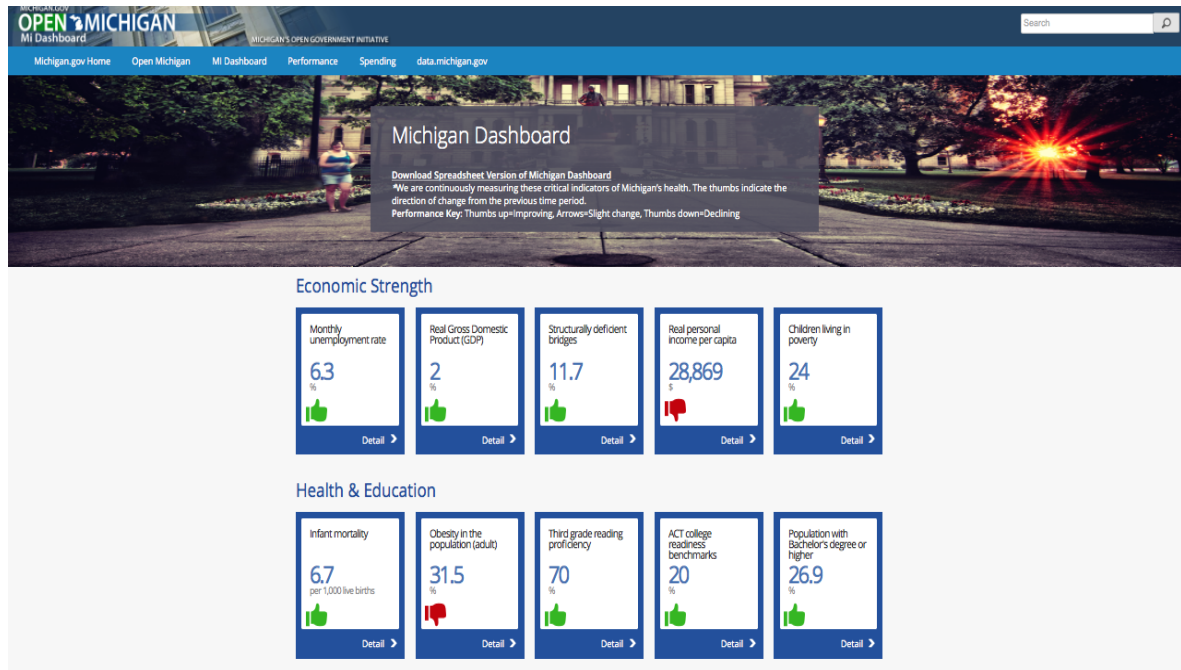 MICHIGAN.GOV
OPEN MICHIGAN
Mi Dashboard
MICHIGAN'S OPEN GOVERNMENT INITIATIVE
Search
Michigan.gov Home Open Michigan MI Dashboard Performance Spending data.michigan.gov
Michigan Dashboard
Download Spreadsheet Version of Michigan Dashboard
*We are continuously measuring these critical indicators of Michigan's health. The thumbs indicate the
direction of change from the previous time period.
Performance Key: Thumbs up=Improving, Arrows=Slight change, Thumbs down=Declining
Economic Strength
Monthly
unemployment rate
6.3
%
Detail
Real Gross Domestic
Product (GDP)
2
%
Detail
Structurally deficient
bridges
11.7
%
Detail
Real personal
income per capita
28,869
$
Detail
Children living in
poverty
24
%
Detail
Health & Education
Infant mortality
6.7
per 1,000 live births
Detail
Obesity in the
population (adult)
31.5
%
Detail
Third grade reading
proficiency
70
%
Detail
ACT college
readiness
benchmarks
20
%
Detail
Population with
Bachelor's degree or
higher
26.9
%
Detail